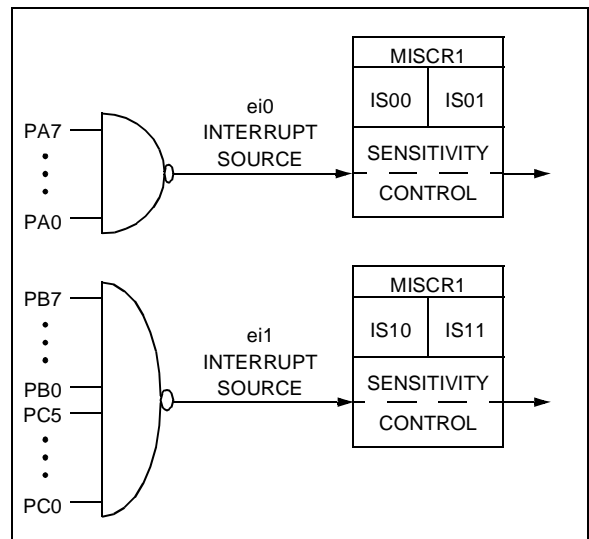 MISCR1
IS00 IS01
ei0
INTERRUPT
SOURCE
PA7
PA0
SENSITIVITY
CONTROL
MISCR1
IS10 IS11
ei1
INTERRUPT
SOURCE
PB7
PB0
PC5
PC0
SENSITIVITY
CONTROL